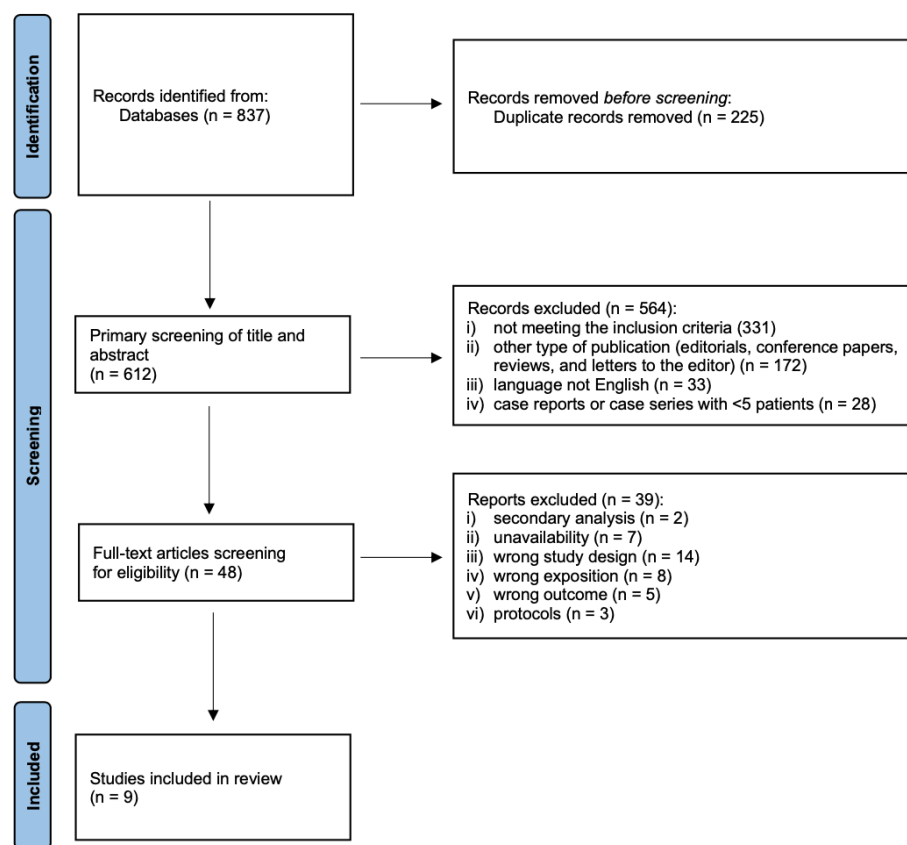 Identification
Records identified from:
Databases (n = 837)
Records removed before screening:
Duplicate records removed (n = 225)
Screening
Primary screening of title and
abstract
(n = 612)
Records excluded (n = 564):
i) not meeting the inclusion criteria (331)
ii) other type of publication (editorials, conference papers,
reviews, and letters to the editor) (n = 172)
iii) language not English (n = 33)
iv) case reports or case series with <5 patients (n = 28)
Full-text articles screening
for eligibility (n = 48)
Reports excluded (n = 39):
i) secondary analysis (n = 2)
ii) unavailability (n = 7)
iii) wrong study design (n = 14)
iv) wrong exposition (n = 8)
v) wrong outcome (n = 5)
vi) protocols (n = 3)
Included
Studies included in review
(n = 9)